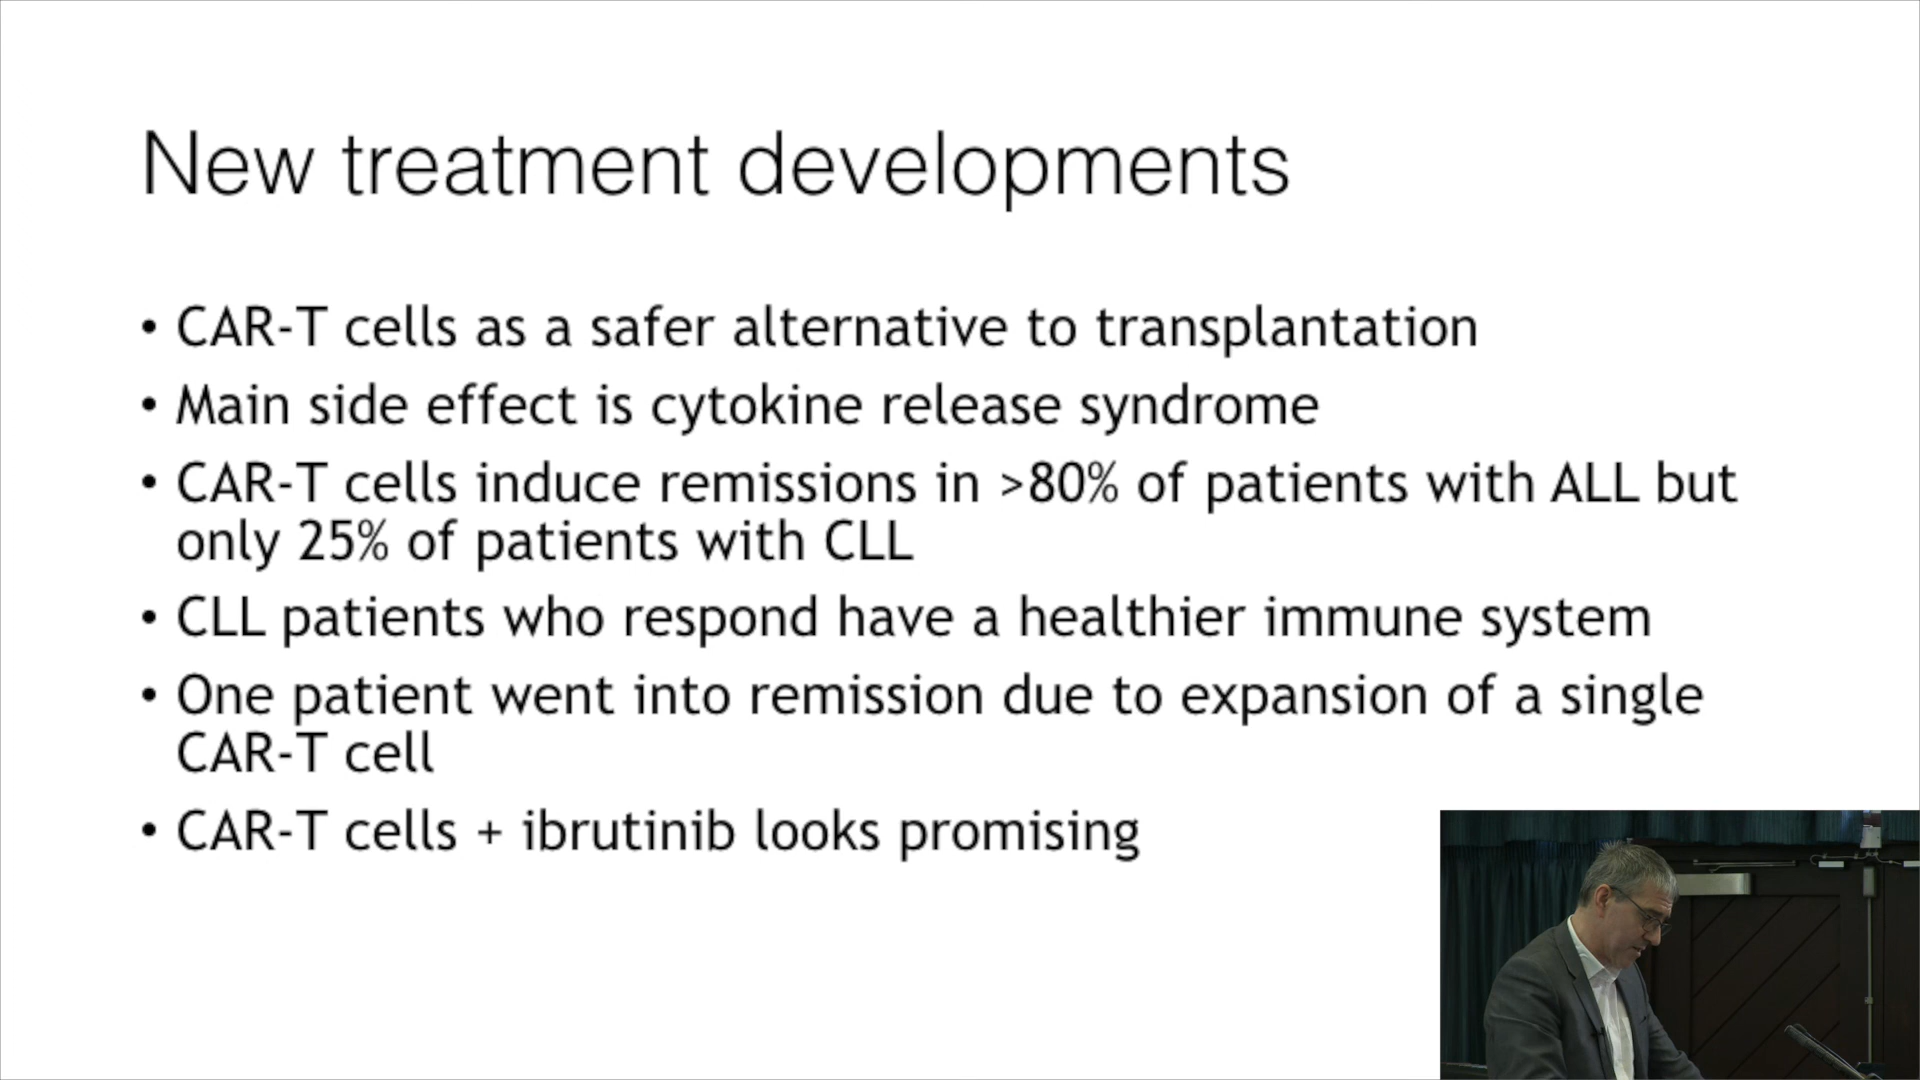 New treatment developments
• CAR-T cells as a safer alternative to transplantation
• Main side effect is cytokine release syndrome
• CAR-T cells induce remissions in >80% of patients with ALL but
only 25% of patients with CLL
• CLL patients who respond have a healthier immune system
• One patient went into remission due to expansion of a single
CAR-T cell
• CAR-T cells + ibrutinib looks promising